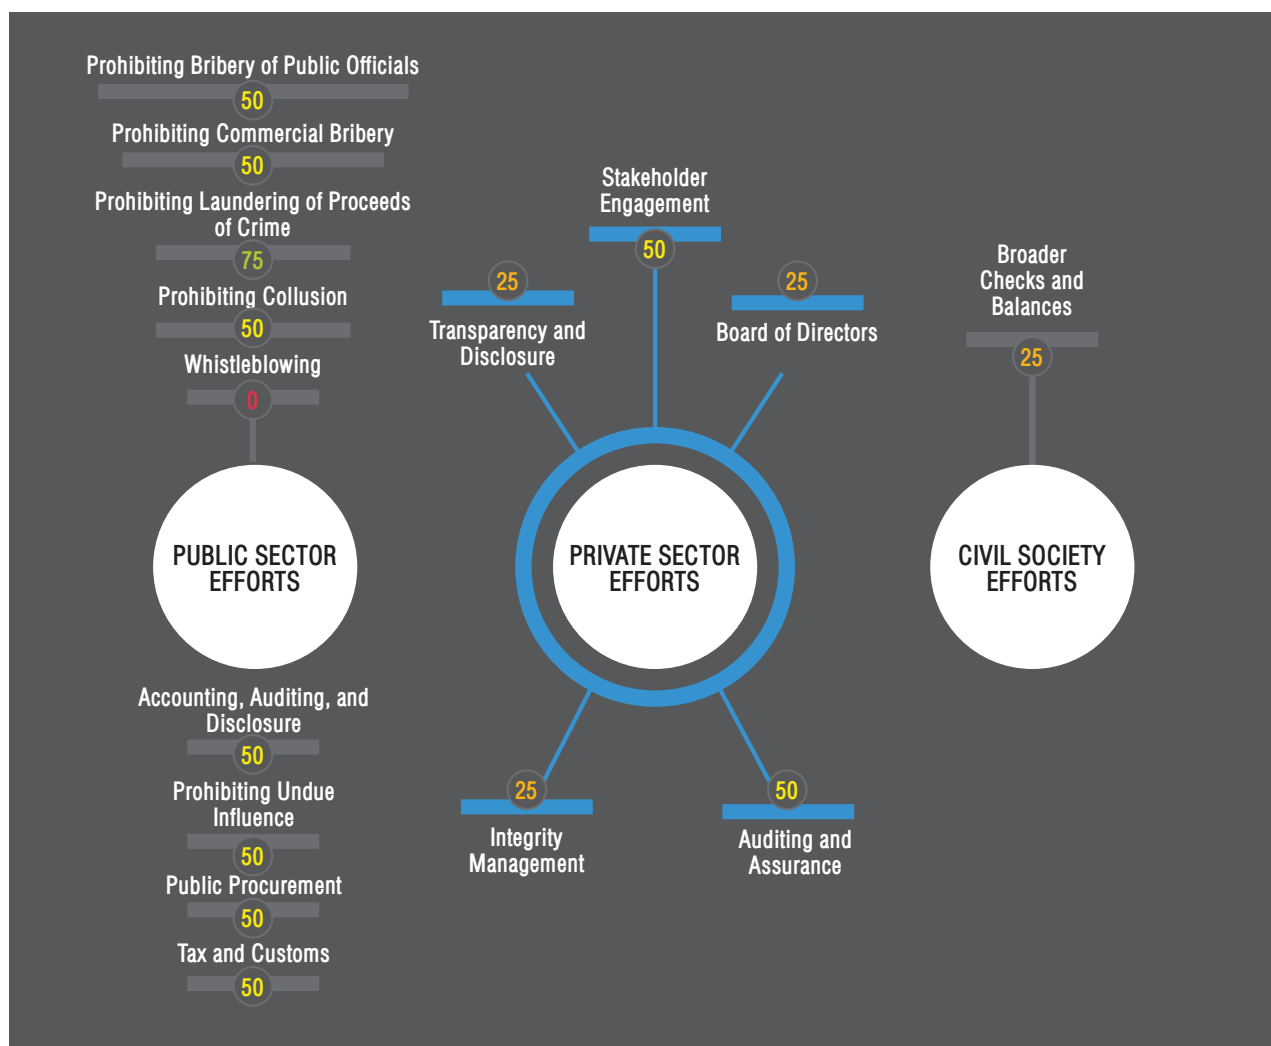 Prohibiting Bribery of Public Officials
50
Prohibiting Commercial Bribery
50
Prohibiting Laundering of Proceeds
of Crime
75
Prohibiting Collusion
50
Whistleblowing
0
PUBLIC SECTOR
EFFORTS
Accounting, Auditing, and
Disclosure
50
Prohibiting Undue
Influence
50
Public Procurement
50
Tax and Customs
50
Stakeholder
Engagement
50
25
Transparency and
Disclosure
25
Board of Directors
PRIVATE SECTOR
EFFORTS
25
Integrity
Management
50
Auditing and
Assurance
Broader
Checks and
Balances
25
CIVIL SOCIETY
EFFORTS